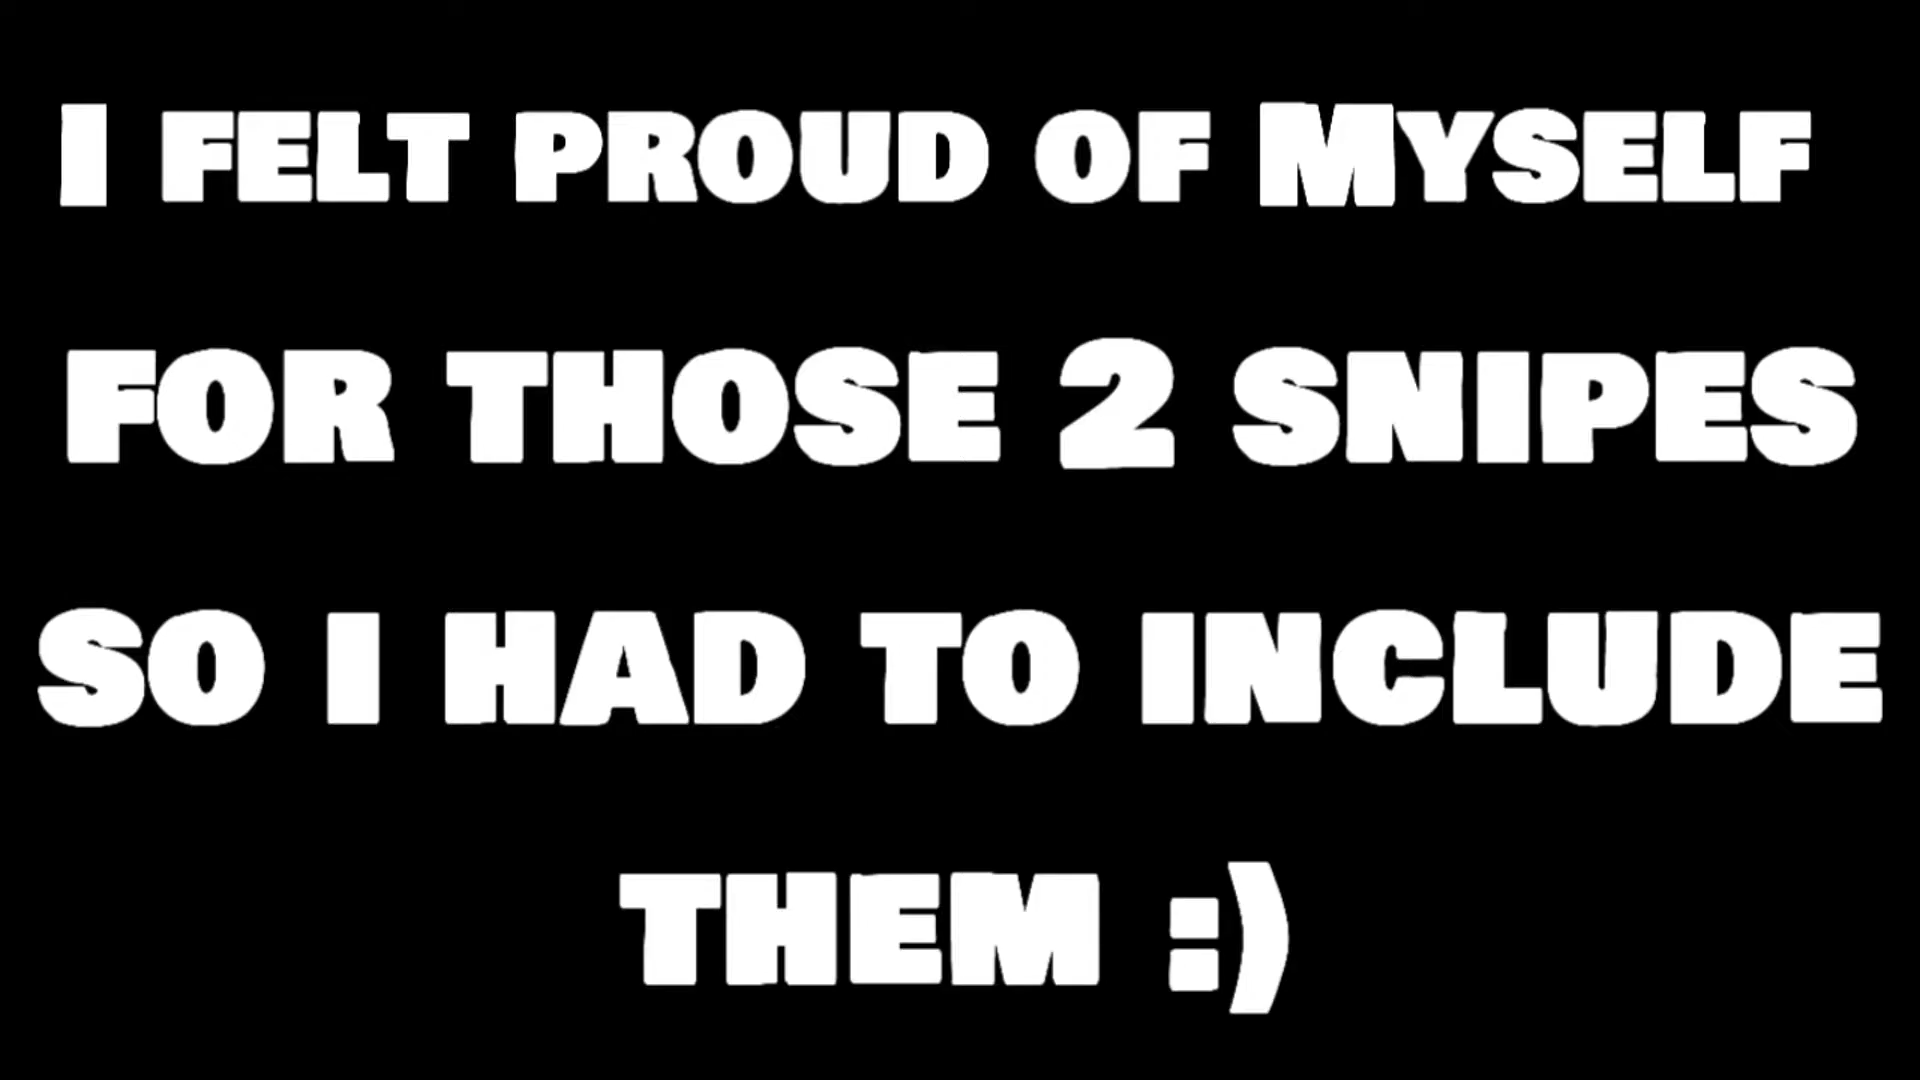 I felt proud of Myself
for those 2 snipes
so i had to include
them :)